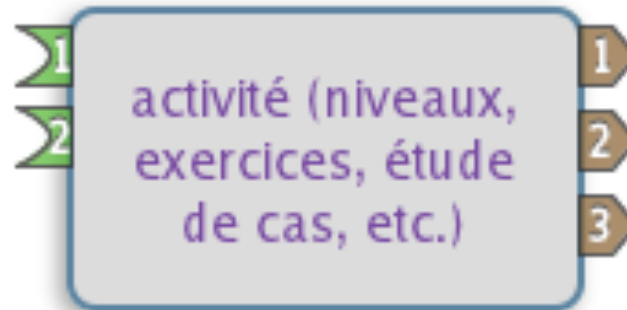 1
2
activité (niveaux,
exercices, étude
de cas, etc.)
1
2
3